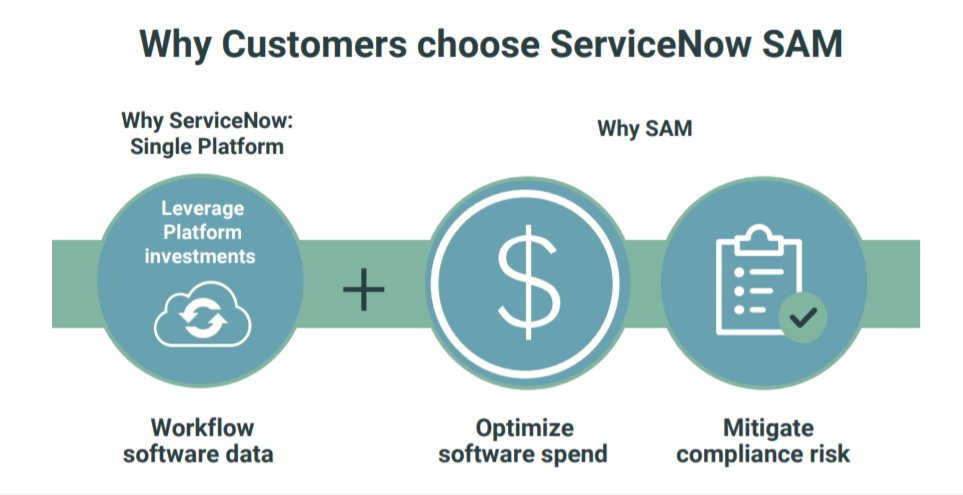 Why Customers choose ServiceNow SAM
Why ServiceNow:
Single Platform
Why SAM
Leverage
Platform
investments
+
$
Workflow
software data
Optimize
software spend
Mitigate
compliance risk